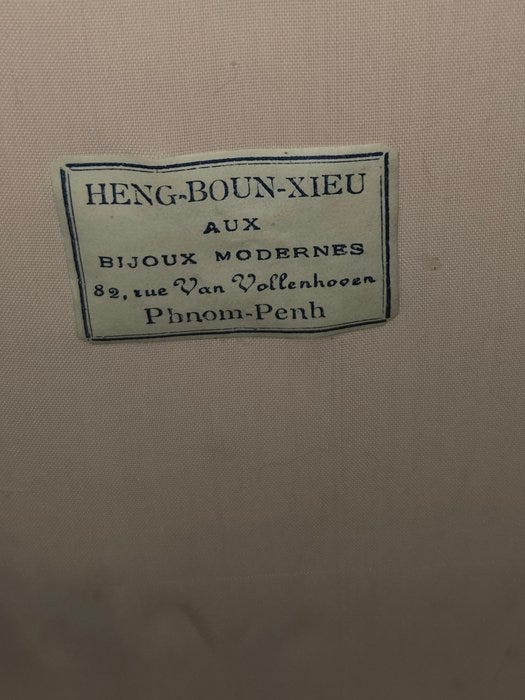 HENG-BOUN-XIEU
AUX
BIJOUX MODERNES
82, rue Van Vollenhoven
Phnom-Penh